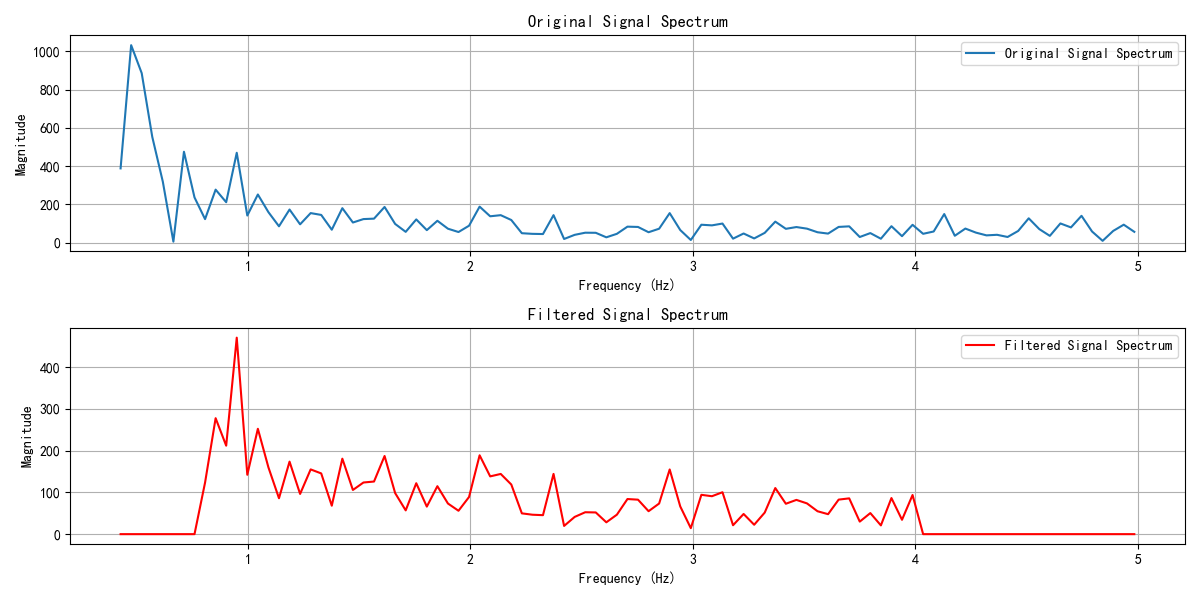 Original Signal Spectrum
1000
800
600
400
200
0
Magnitude
Original Signal Spectrum
1 2 3 4 5
Frequency (Hz)
Filtered Signal Spectrum
400
300
200
100
0
Magnitude
Filtered Signal Spectrum
1 2 3 4 5
Frequency (Hz)